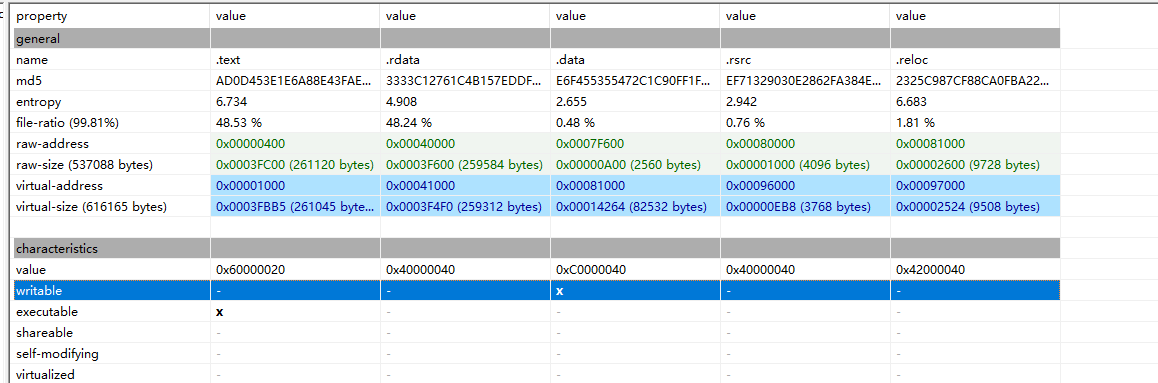 property value value value value value
general
name .text .rdata .data .rsrc .reloc
md5 AD0D453E1E6A88E43FAE... 3333C12761C4B157EDDF... E6F455355472C1C90FF1F... EF71329030E2862FA384E... 2325C987CF88CA0FBA22...
entropy 6.734 4.908 2.655 2.942 6.683
file-ratio (99.81%) 48.53 % 48.24 % 0.48 % 0.76 % 1.81 %
raw-address 0x00000400 0x00040000 0x0007F600 0x00080000 0x00081000
raw-size (537088 bytes) 0x0003FC00 (261120 bytes) 0x0003F600 (259584 bytes) 0x00000A00 (2560 bytes) 0x00001000 (4096 bytes) 0x00002600 (9728 bytes)
virtual-address 0x00001000 0x00041000 0x00081000 0x00096000 0x00097000
virtual-size (616165 bytes) 0x0003FBB5 (261045 byte... 0x0003F4F0 (259312 bytes) 0x00014264 (82532 bytes) 0x00000EB8 (3768 bytes) 0x00002524 (9508 bytes)
characteristics
value 0x60000020 0x40000040 0xC0000040 0x40000040 0x42000040
writable - - x - -
executable x - - - -
shareable - - - - -
self-modifying - - - - -
virtualized - - - - -